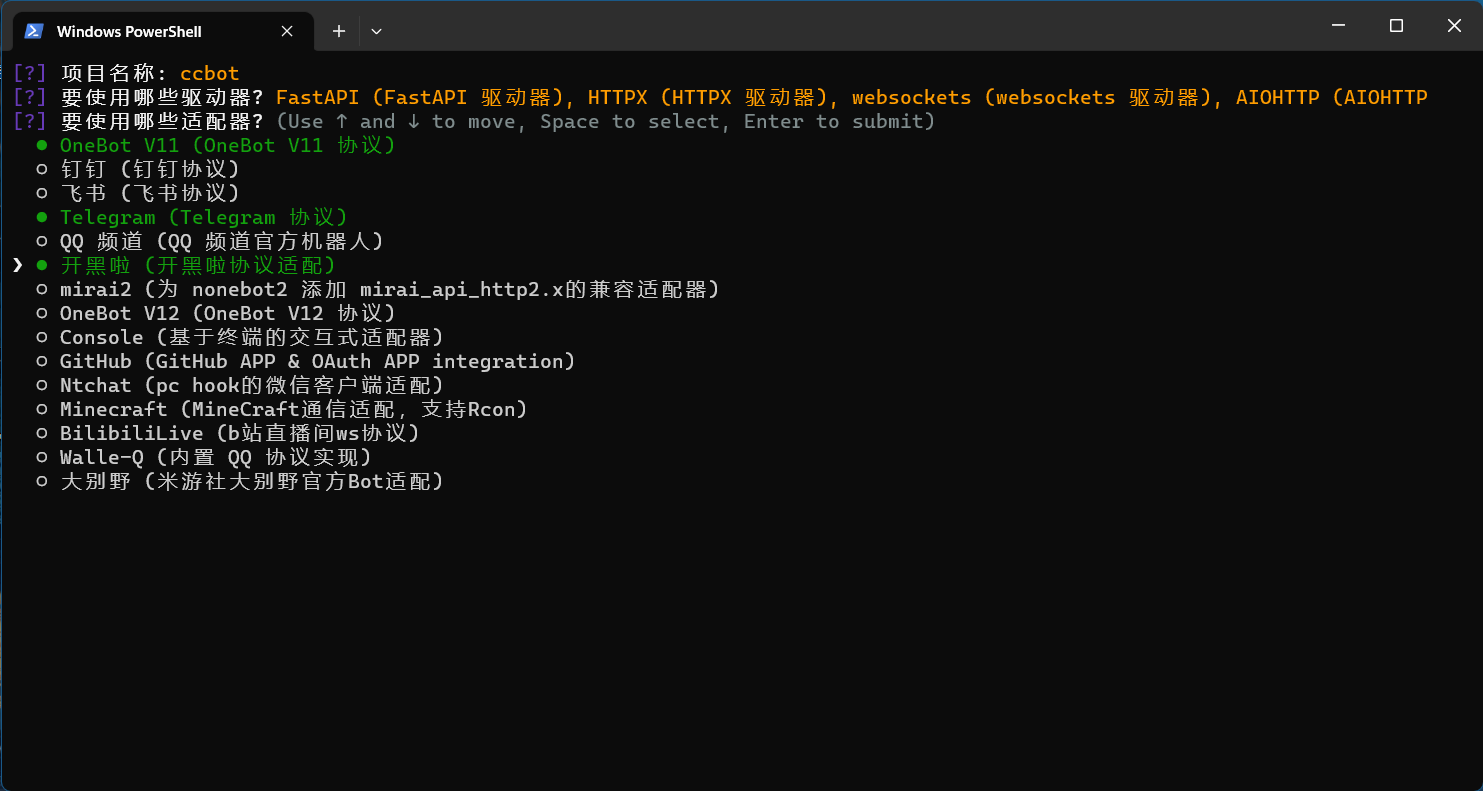 Windows PowerShell
[?] 项目名称: ccbot
[?] 要使用哪些驱动器? FastAPI (FastAPI 驱动器), HTTPX (HTTPX 驱动器), websockets (websockets 驱动器), AIOHTTP (AIOHTTP
[?] 要使用哪些适配器? (Use ↑ and ↓ to move, Space to select, Enter to submit)
● OneBot V11 (OneBot V11 协议)
○ 钉钉 (钉钉协议)
○ 飞书 (飞书协议)
● Telegram (Telegram 协议)
○ QQ 频道 (QQ 频道官方机器人)
❯ ● 开黑啦 (开黑啦协议适配)
○ mirai2 (为 nonebot2 添加 mirai_api_http2.x的兼容适配器)
○ OneBot V12 (OneBot V12 协议)
○ Console (基于终端的交互式适配器)
○ GitHub (GitHub APP & OAuth APP integration)
○ Ntchat (pc hook的微信客户端适配)
○ Minecraft (MineCraft通信适配, 支持Rcon)
○ BilibiliLive (b站直播间ws协议)
○ Walle-Q (内置 QQ 协议实现)
○ 大别野 (米游社大别野官方Bot适配)